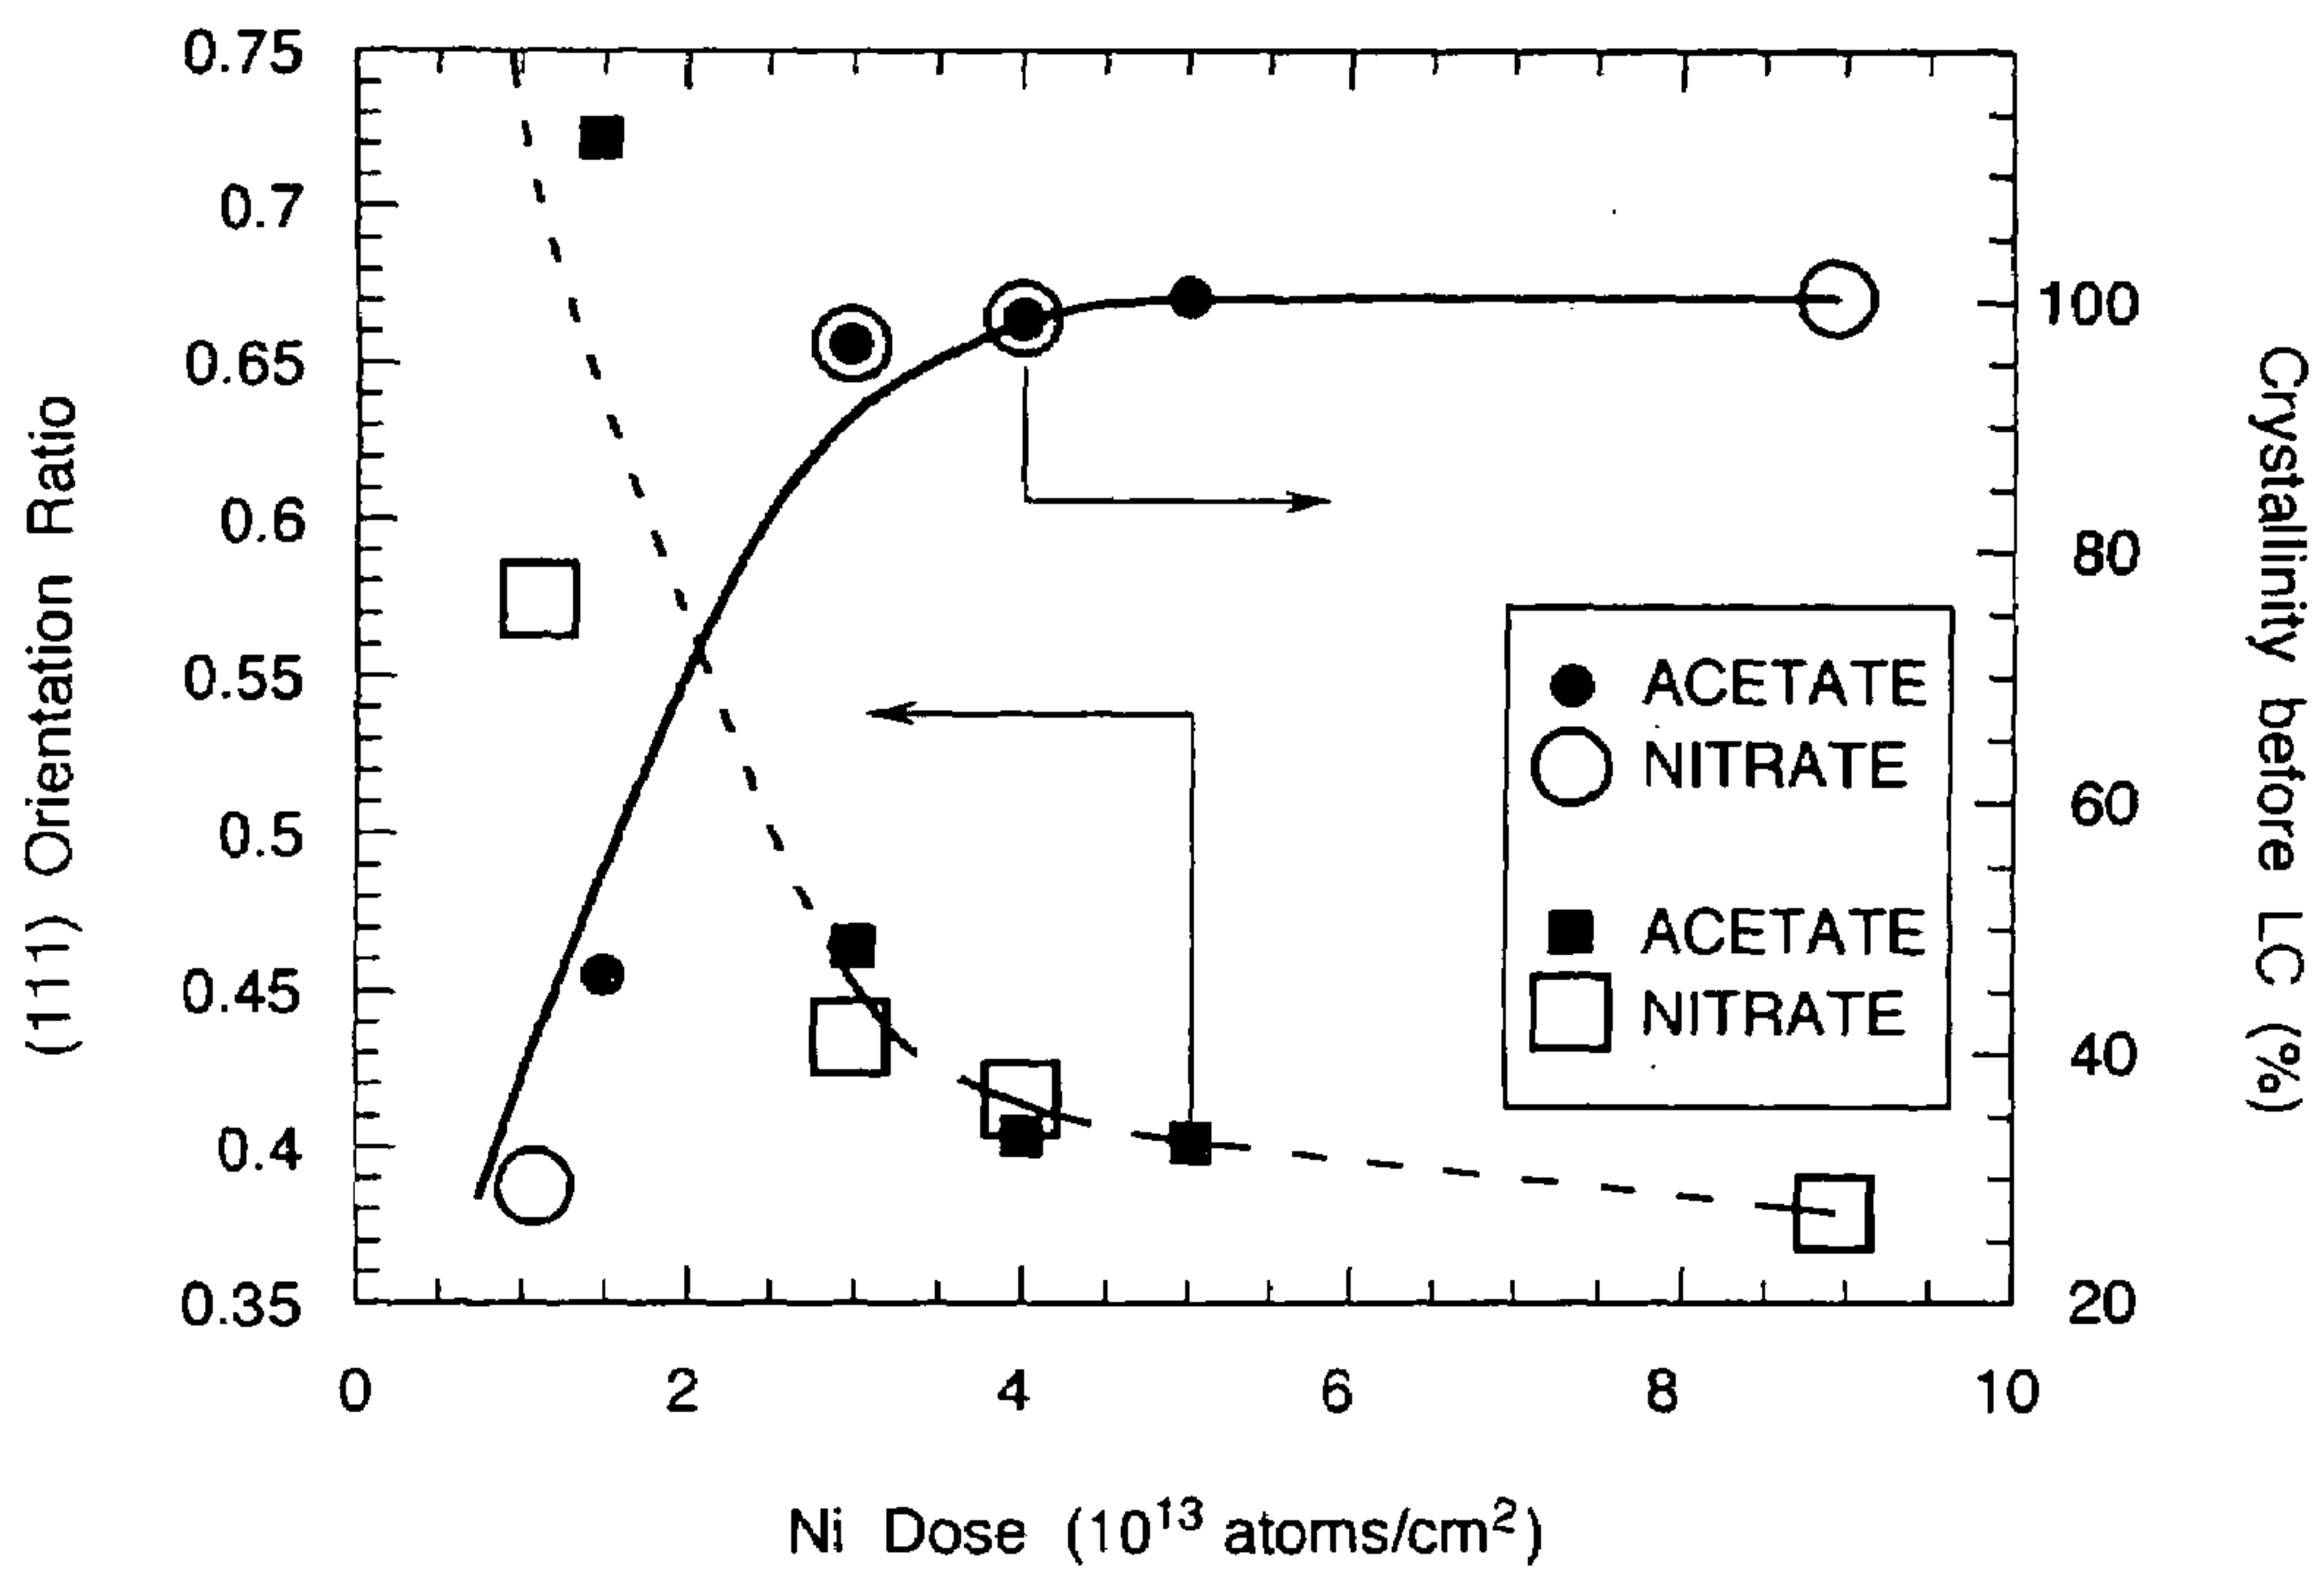 (111) Orientation Ratio
0.75
0.7
0.65
0.6
0.55
0.5
0.45
0.4
0.35
100
80
60
40
20
Crystallinity before LC (%)
ACETATE
NITRATE
ACETATE
NITRATE
0 2 4 6 8 10
Ni Dose (10¹³ atoms/cm²)